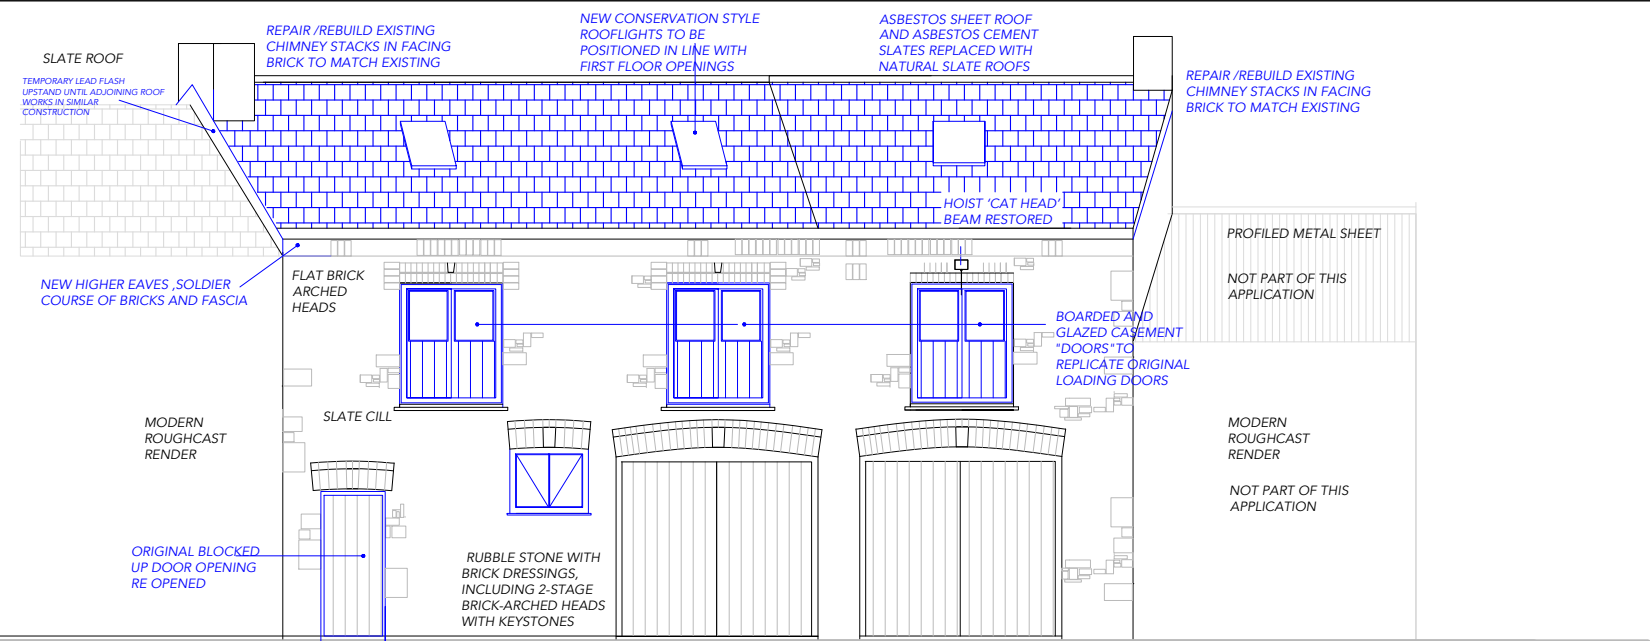 SLATE ROOF
TEMPORARY LEAD FLASH
UPSTAND UNTIL ADJOINING ROOF
WORKS IN SIMILAR
CONSTRUCTION
REPAIR /REBUILD EXISTING
CHIMNEY STACKS IN FACING
BRICK TO MATCH EXISTING
NEW CONSERVATION STYLE
ROOFLIGHTS TO BE
POSITIONED IN LINE WITH
FIRST FLOOR OPENINGS
ASBESTOS SHEET ROOF
AND ASBESTOS CEMENT
SLATES REPLACED WITH
NATURAL SLATE ROOFS
REPAIR /REBUILD EXISTING
CHIMNEY STACKS IN FACING
BRICK TO MATCH EXISTING
HOIST ‘CAT HEAD’
BEAM RESTORED
PROFILED METAL SHEET
NOT PART OF THIS
APPLICATION
NEW HIGHER EAVES ,SOLDIER
COURSE OF BRICKS AND FASCIA
FLAT BRICK
ARCHED
HEADS
BOARDED AND
GLAZED CASEMENT
"DOORS"TO
REPLICATE ORIGINAL
LOADING DOORS
SLATE CILL
MODERN
ROUGHCAST
RENDER
MODERN
ROUGHCAST
RENDER
NOT PART OF THIS
APPLICATION
ORIGINAL BLOCKED
UP DOOR OPENING
RE OPENED
RUBBLE STONE WITH
BRICK DRESSINGS,
INCLUDING 2-STAGE
BRICK-ARCHED HEADS
WITH KEYSTONES